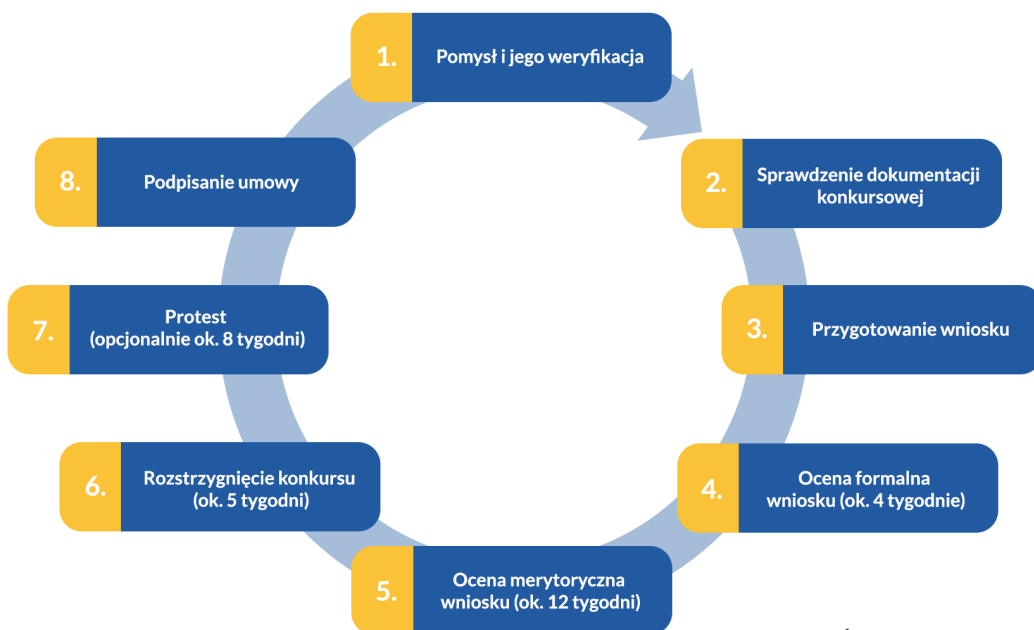 1.
Pomysł i jego weryfikacja
2.
Sprawdzenie dokumentacji
konkursowej
3.
Przygotowanie wniosku
4.
Ocena formalna
wniosku (ok. 4 tygodnie)
5.
Ocena merytoryczna
wniosku (ok. 12 tygodni)
6.
Rozstrzygnięcie konkursu
(ok. 5 tygodni)
7.
Protest
(opcjonalnie ok. 8 tygodni)
8.
Podpisanie umowy